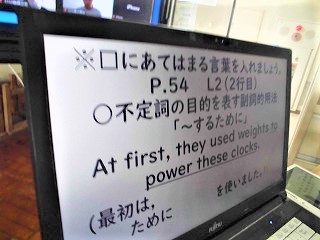 ※□にあてはまる言葉を入れましょう。
P.54 L2(2行目)
○不定詞の目的を表す副詞的用法
「~するために」
At first, they used weights to
power these clocks.
(最初は、
を使いました。
ために
FUJITSU